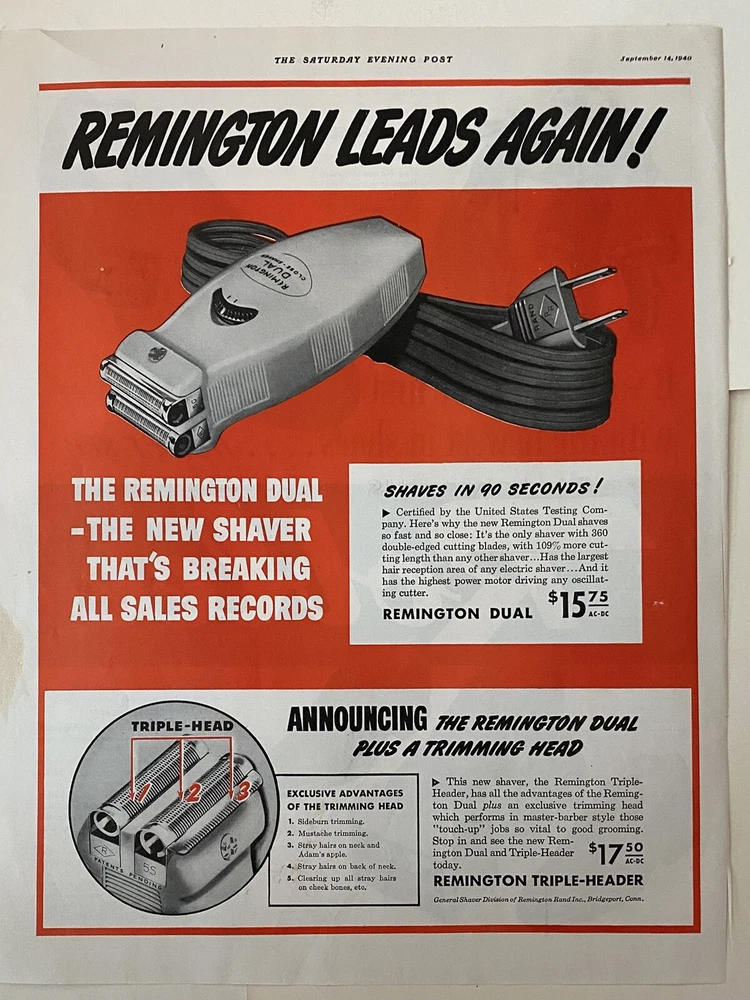 THE SATURDAY EVENING POST
September 14, 1940
REMINGTON LEADS AGAIN!
REMINGTON
DUAL
CLOSE-SHAVER
RAND
THE REMINGTON DUAL
-THE NEW SHAVER
THAT'S BREAKING
ALL SALES RECORDS
SHAVES IN 90 SECONDS!
▶ Certified by the United States Testing Com-
pany. Here's why the new Remington Dual shaves
so fast and so close: It's the only shaver with 360
double-edged cutting blades, with 109% more cut-
ting length than any other shaver...Has the largest
hair reception area of any electric shaver...And it
has the highest power motor driving any oscillat-
ing cutter.
REMINGTON DUAL $15 75
AC-DC
ANNOUNCING THE REMINGTON DUAL
PLUS A TRIMMING HEAD
TRIPLE-HEAD
1 2 3
R
5S
PATENTS PENDING
EXCLUSIVE ADVANTAGES
OF THE TRIMMING HEAD
1. Sideburn trimming.
2. Mustache trimming.
3. Stray hairs on neck and
Adam's apple.
4. Stray hairs on back of neck.
5. Clearing up all stray hairs
on cheek bones, etc.
▶ This new shaver, the Remington Triple-
Header, has all the advantages of the Reming-
ton Dual plus an exclusive trimming head
which performs in master-barber style those
"touch-up" jobs so vital to good grooming.
Stop in and see the new Rem-
ington Dual and Triple-Header
today.
$17 50
AC-DC
REMINGTON TRIPLE-HEADER
General Shaver Division of Remington Rand Inc., Bridgeport, Conn.